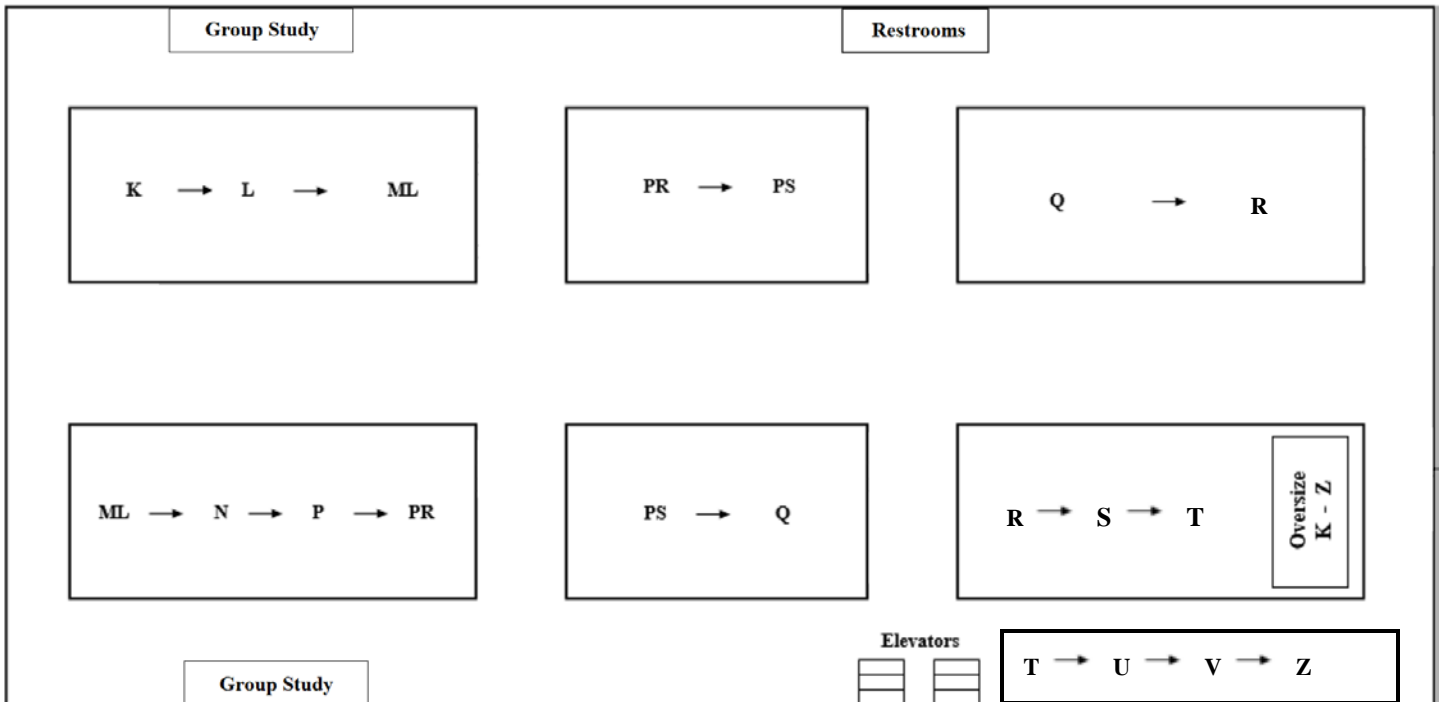 Group Study
Restrooms
K → L → ML
PR → PS
Q → R
ML → N → P → PR
PS → Q
R → S → T
Oversize
K - Z
Elevators
T → U → V → Z
Group Study